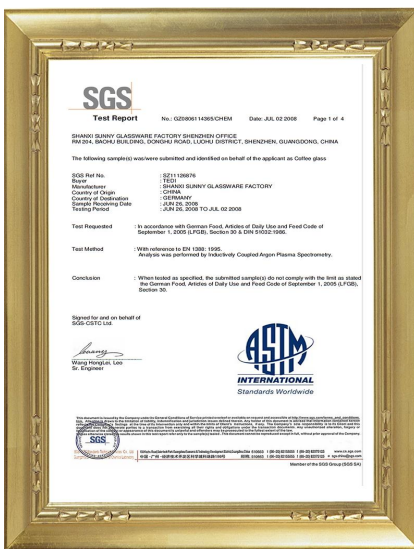 SGS
Test Report No.: GZ0806114365/CHEM Date: JUL 02 2008 Page 1 of 4
SHANXI SUNNY GLASSWARE FACTORY SHENZHEN OFFICE
RM 204, BAOHU BUILDING, DONGHU ROAD, LUOHU DISTRICT, SHENZHEN, GUANGDONG, CHINA
The following sample(s) was/were submitted and identified on behalf of the applicant as Coffee glass
SGS Ref No. : SZ11126876
Buyer : TEDI
Manufacturer : SHANXI SUNNY GLASSWARE FACTORY
Country of Origin : CHINA
Country of Destination : GERMANY
Sample Receiving Date : JUN 26, 2008
Testing Period : JUN 26, 2008 TO JUL 02 2008
Test Requested : In accordance with German Food, Articles of Daily Use and Feed Code of
September 1, 2005 (LFGB), Section 30 & DIN 51032:1986.
Test Method : With reference to EN 1388: 1995.
Analysis was performed by Inductively Coupled Argon Plasma Spectrometry.
Conclusion : When tested as specified, the submitted sample(s) do not comply with the limit as stated
the German Food, Articles of Daily Use and Feed Code of September 1, 2005 (LFGB),
Section 30.
Signed for and on behalf of
SGS-CSTC Ltd.
Wang HongLei, Leo
Sr. Engineer
ASTM
INTERNATIONAL
Standards Worldwide
SGS
www.cn.sgs.com
Member of the SGS Group (SGS SA)